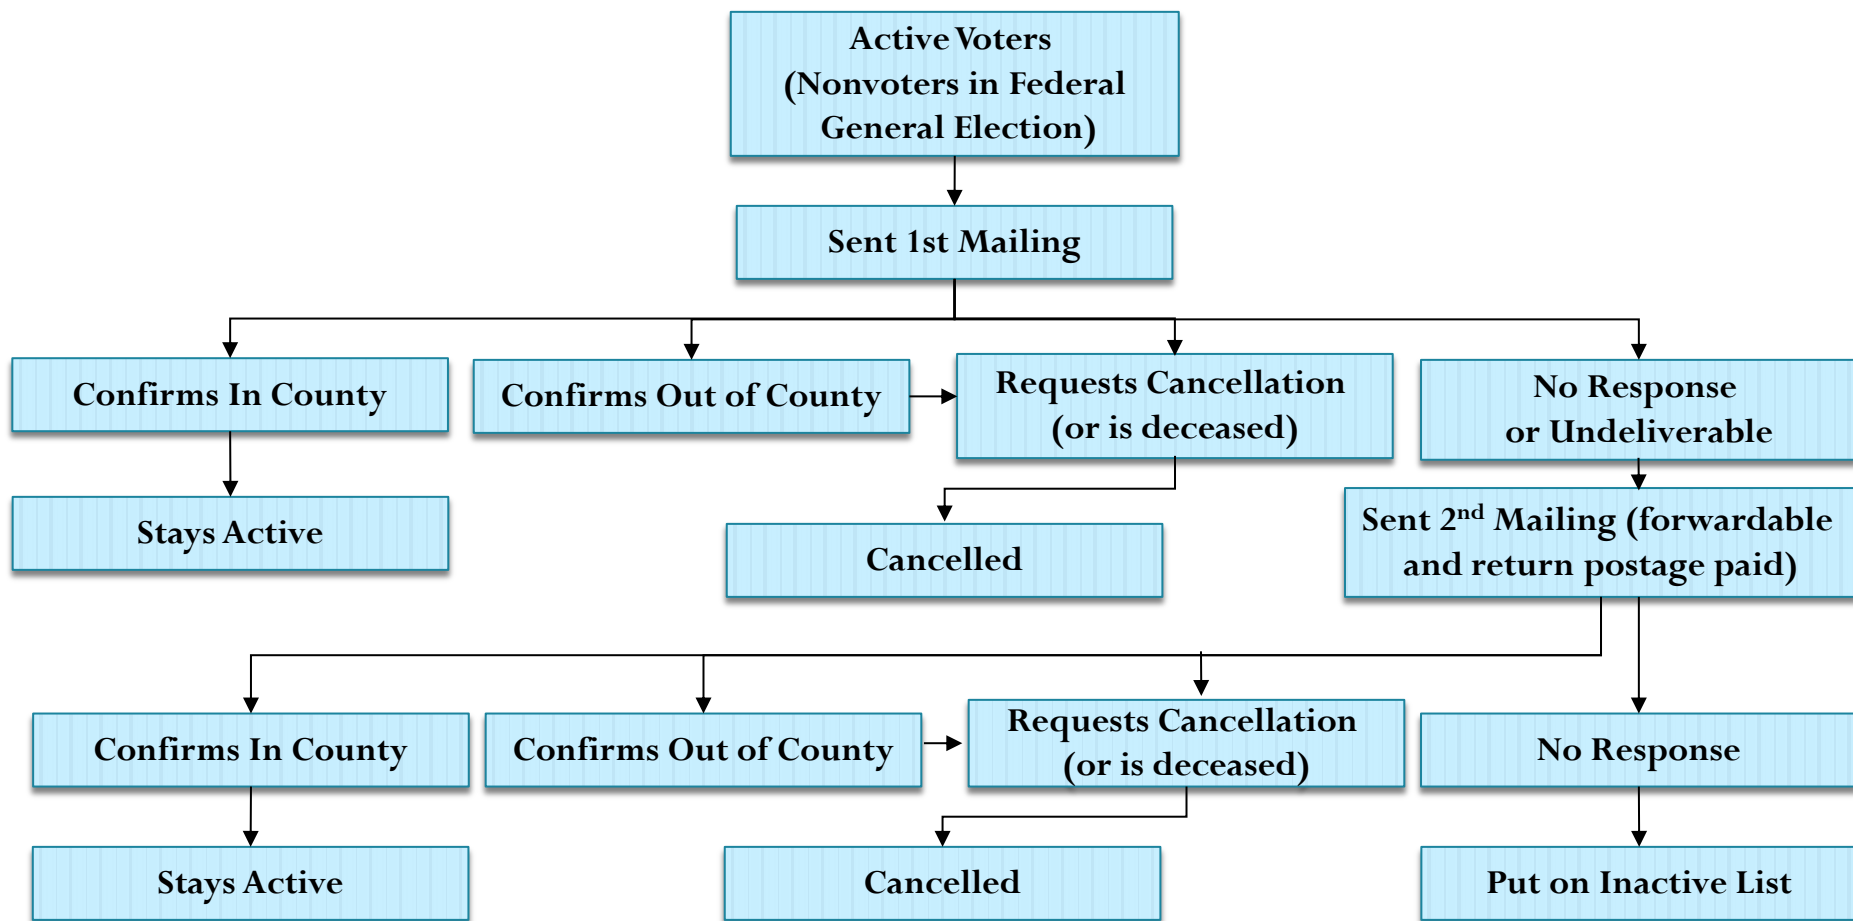 Active Voters
(Nonvoters in Federal
General Election)
Sent 1st Mailing
Confirms In County
Confirms Out of County
Requests Cancellation
(or is deceased)
No Response
or Undeliverable
Stays Active
Cancelled
Sent 2nd Mailing (forwardable
and return postage paid)
Confirms In County
Confirms Out of County
Requests Cancellation
(or is deceased)
No Response
Stays Active
Cancelled
Put on Inactive List